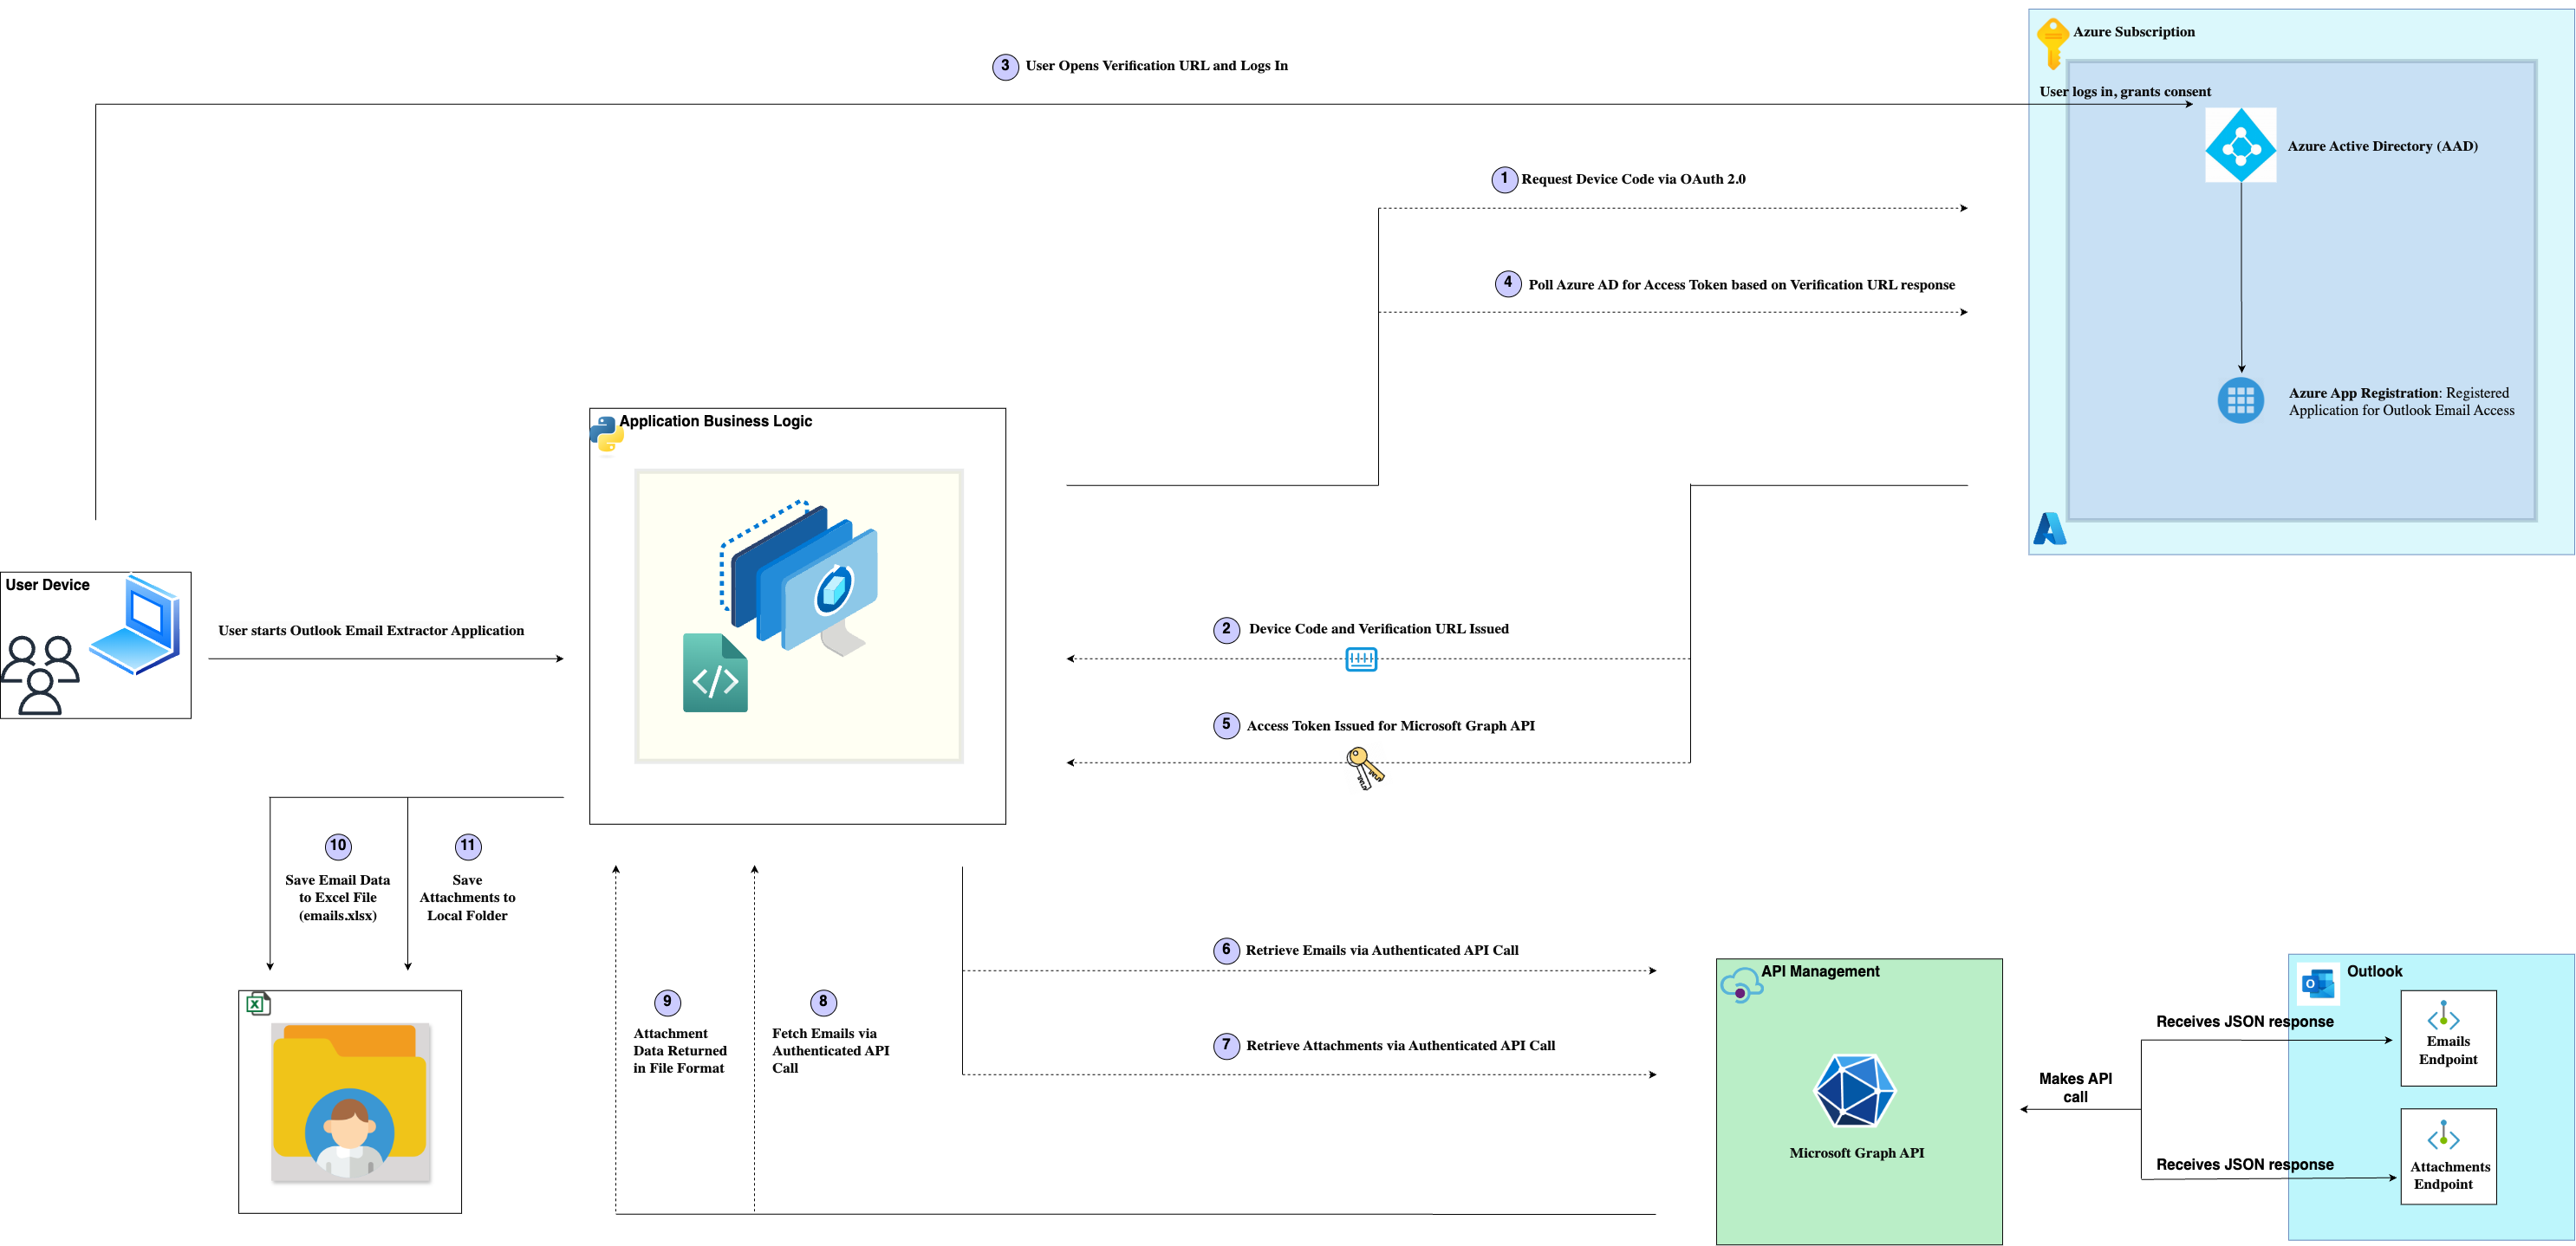 Azure Subscription
3 User Opens Verification URL and Logs In
User logs in, grants consent
Azure Active Directory (AAD)
1 Request Device Code via OAuth 2.0
4 Poll Azure AD for Access Token based on Verification URL response
Azure App Registration: Registered
Application for Outlook Email Access
Application Business Logic
</>
User Device
User starts Outlook Email Extractor Application
2 Device Code and Verification URL Issued
5 Access Token Issued for Microsoft Graph API
10
Save Email Data
to Excel File
(emails.xlsx)
11
Save
Attachments to
Local Folder
X
9
Attachment
Data Returned
in File Format
8
Fetch Emails via
Authenticated API
Call
6 Retrieve Emails via Authenticated API Call
7 Retrieve Attachments via Authenticated API Call
API Management
Microsoft Graph API
Makes API
call
Outlook
O
Receives JSON response
Emails
Endpoint
Receives JSON response
Attachments
Endpoint